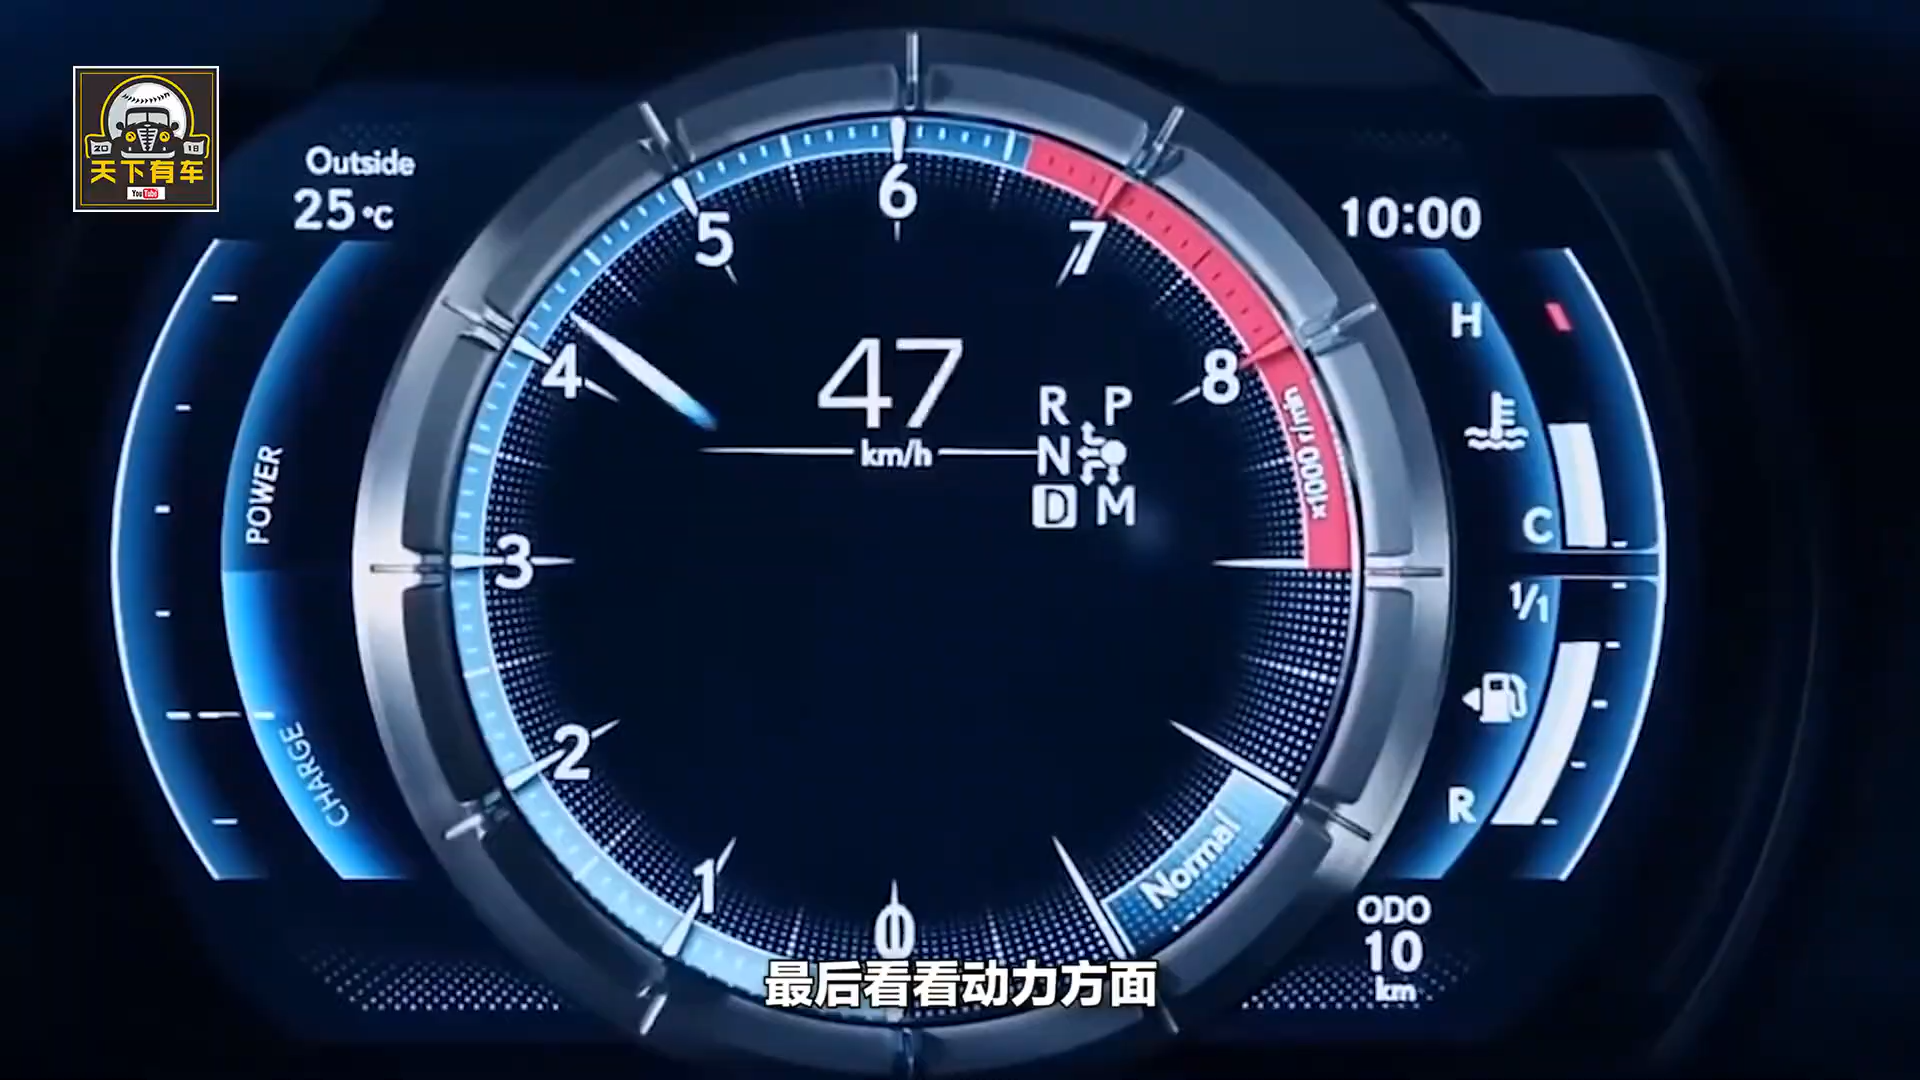 20 18
天下有车
YouTube
Outside
25°C
10:00
6
5
7
4
8
3
2
1
0
47
km/h
R P
N
D M
x1000 r/min
POWER
CHARGE
H
C
1/1
R
Normal
ODO
10
km
最后看看动力方面